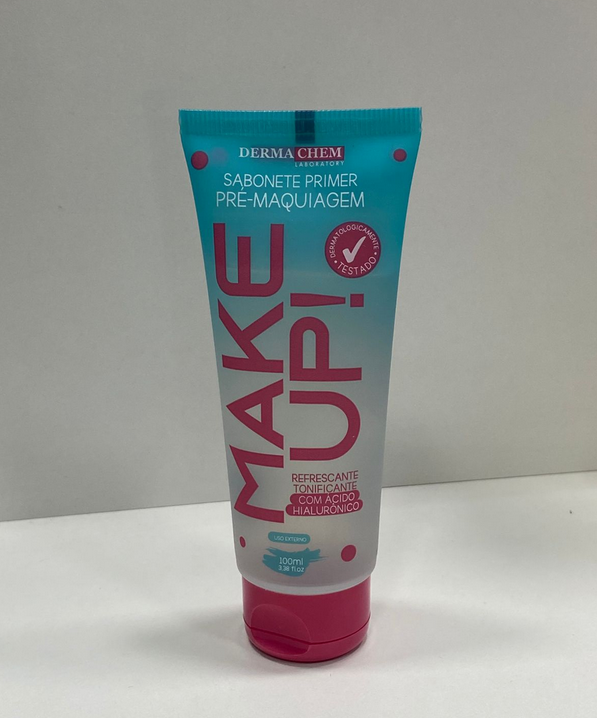 DERMA CHEM
LABORATORY
SABONETE PRIMER
PRÉ-MAQUIAGEM
DERMATOLOGICAMENTE
• TESTADO •
MAKE
UP!
REFRESCANTE
TONIFICANTE
COM ÁCIDO
HIALURÔNICO
USO EXTERNO
100ml
3,38 fl oz